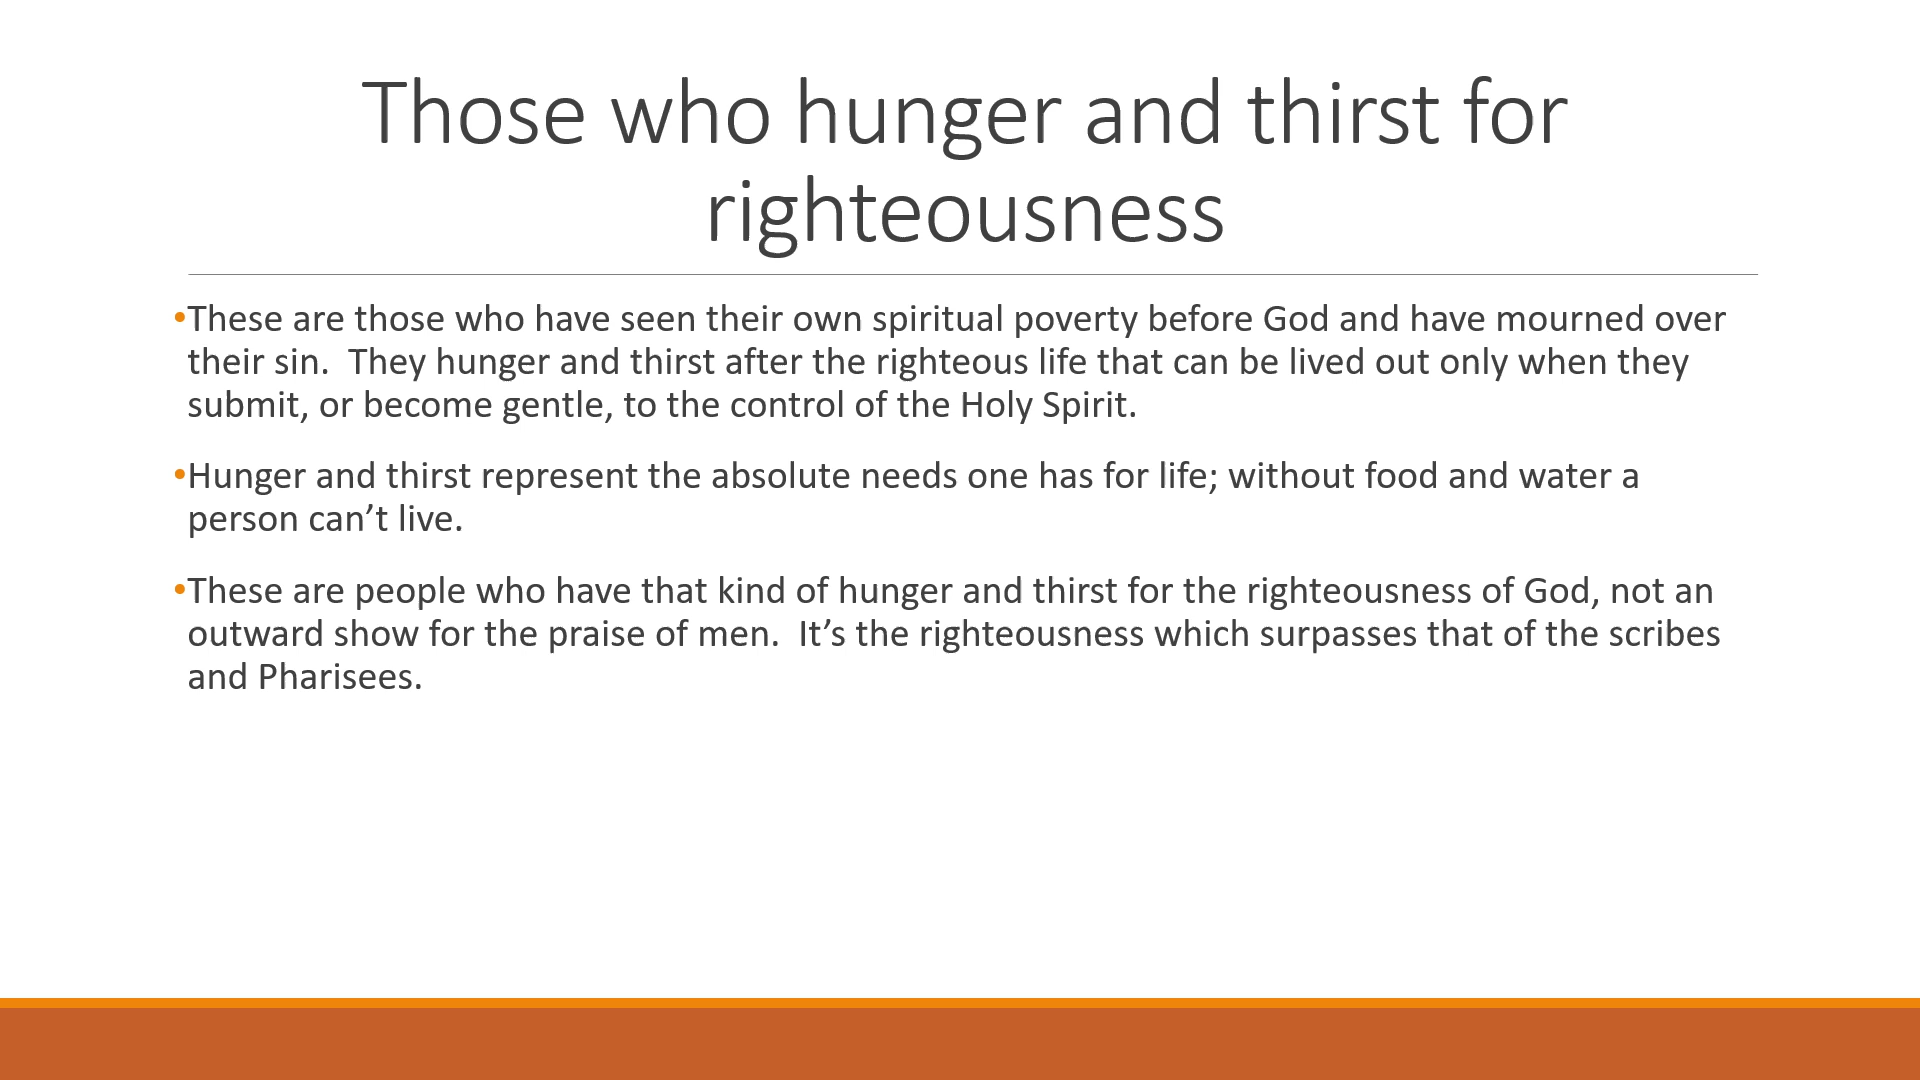 Those who hunger and thirst for
righteousness
•These are those who have seen their own spiritual poverty before God and have mourned over
their sin.  They hunger and thirst after the righteous life that can be lived out only when they
submit, or become gentle, to the control of the Holy Spirit.
•Hunger and thirst represent the absolute needs one has for life; without food and water a
person can’t live.
•These are people who have that kind of hunger and thirst for the righteousness of God, not an
outward show for the praise of men.  It’s the righteousness which surpasses that of the scribes
and Pharisees.